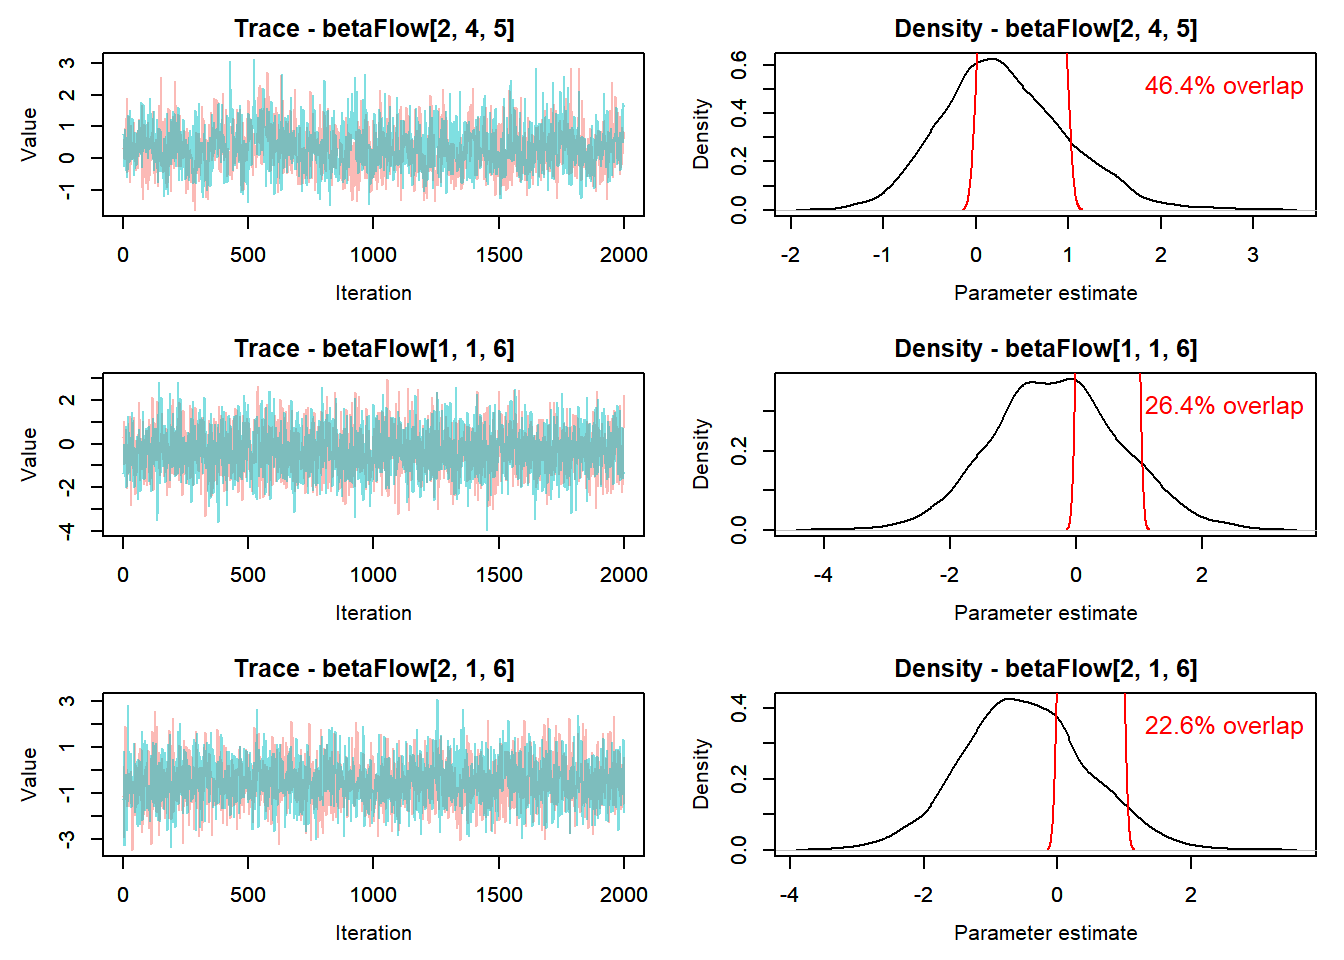 Trace - betaFlow[2, 4, 5]
Value
3
2
1
0
-1
0 500 1000 1500 2000
Iteration
Density - betaFlow[2, 4, 5]
46.4% overlap
Density
0.6
0.4
0.2
0.0
-2 -1 0 1 2 3
Parameter estimate
Trace - betaFlow[1, 1, 6]
Value
2
0
-2
-4
0 500 1000 1500 2000
Iteration
Density - betaFlow[1, 1, 6]
26.4% overlap
Density
0.2
0.0
-4 -2 0 2
Parameter estimate
Trace - betaFlow[2, 1, 6]
Value
3
1
-1
-3
0 500 1000 1500 2000
Iteration
Density - betaFlow[2, 1, 6]
22.6% overlap
Density
0.4
0.2
0.0
-4 -2 0 2
Parameter estimate